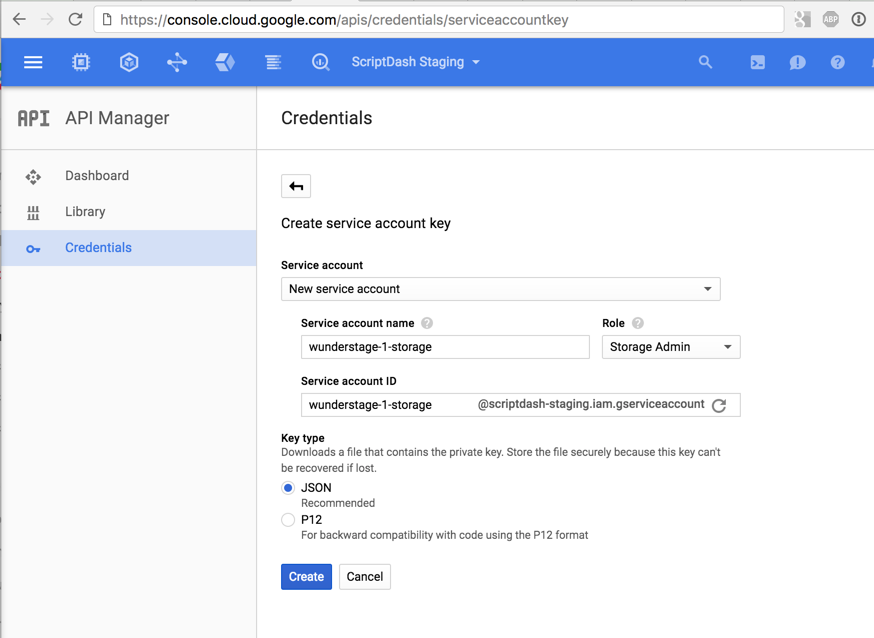 https://console.cloud.google.com/apis/credentials/serviceaccountkey
ABP
ScriptDash Staging
API API Manager
Credentials
Dashboard
Library
Credentials
Create service account key
Service account
New service account
Service account name ? Role ?
wunderstage-1-storage Storage Admin
Service account ID
wunderstage-1-storage @scriptdash-staging.iam.gserviceaccount
Key type
Downloads a file that contains the private key. Store the file securely because this key can't
be recovered if lost.
JSON
Recommended
P12
For backward compatibility with code using the P12 format
Create Cancel